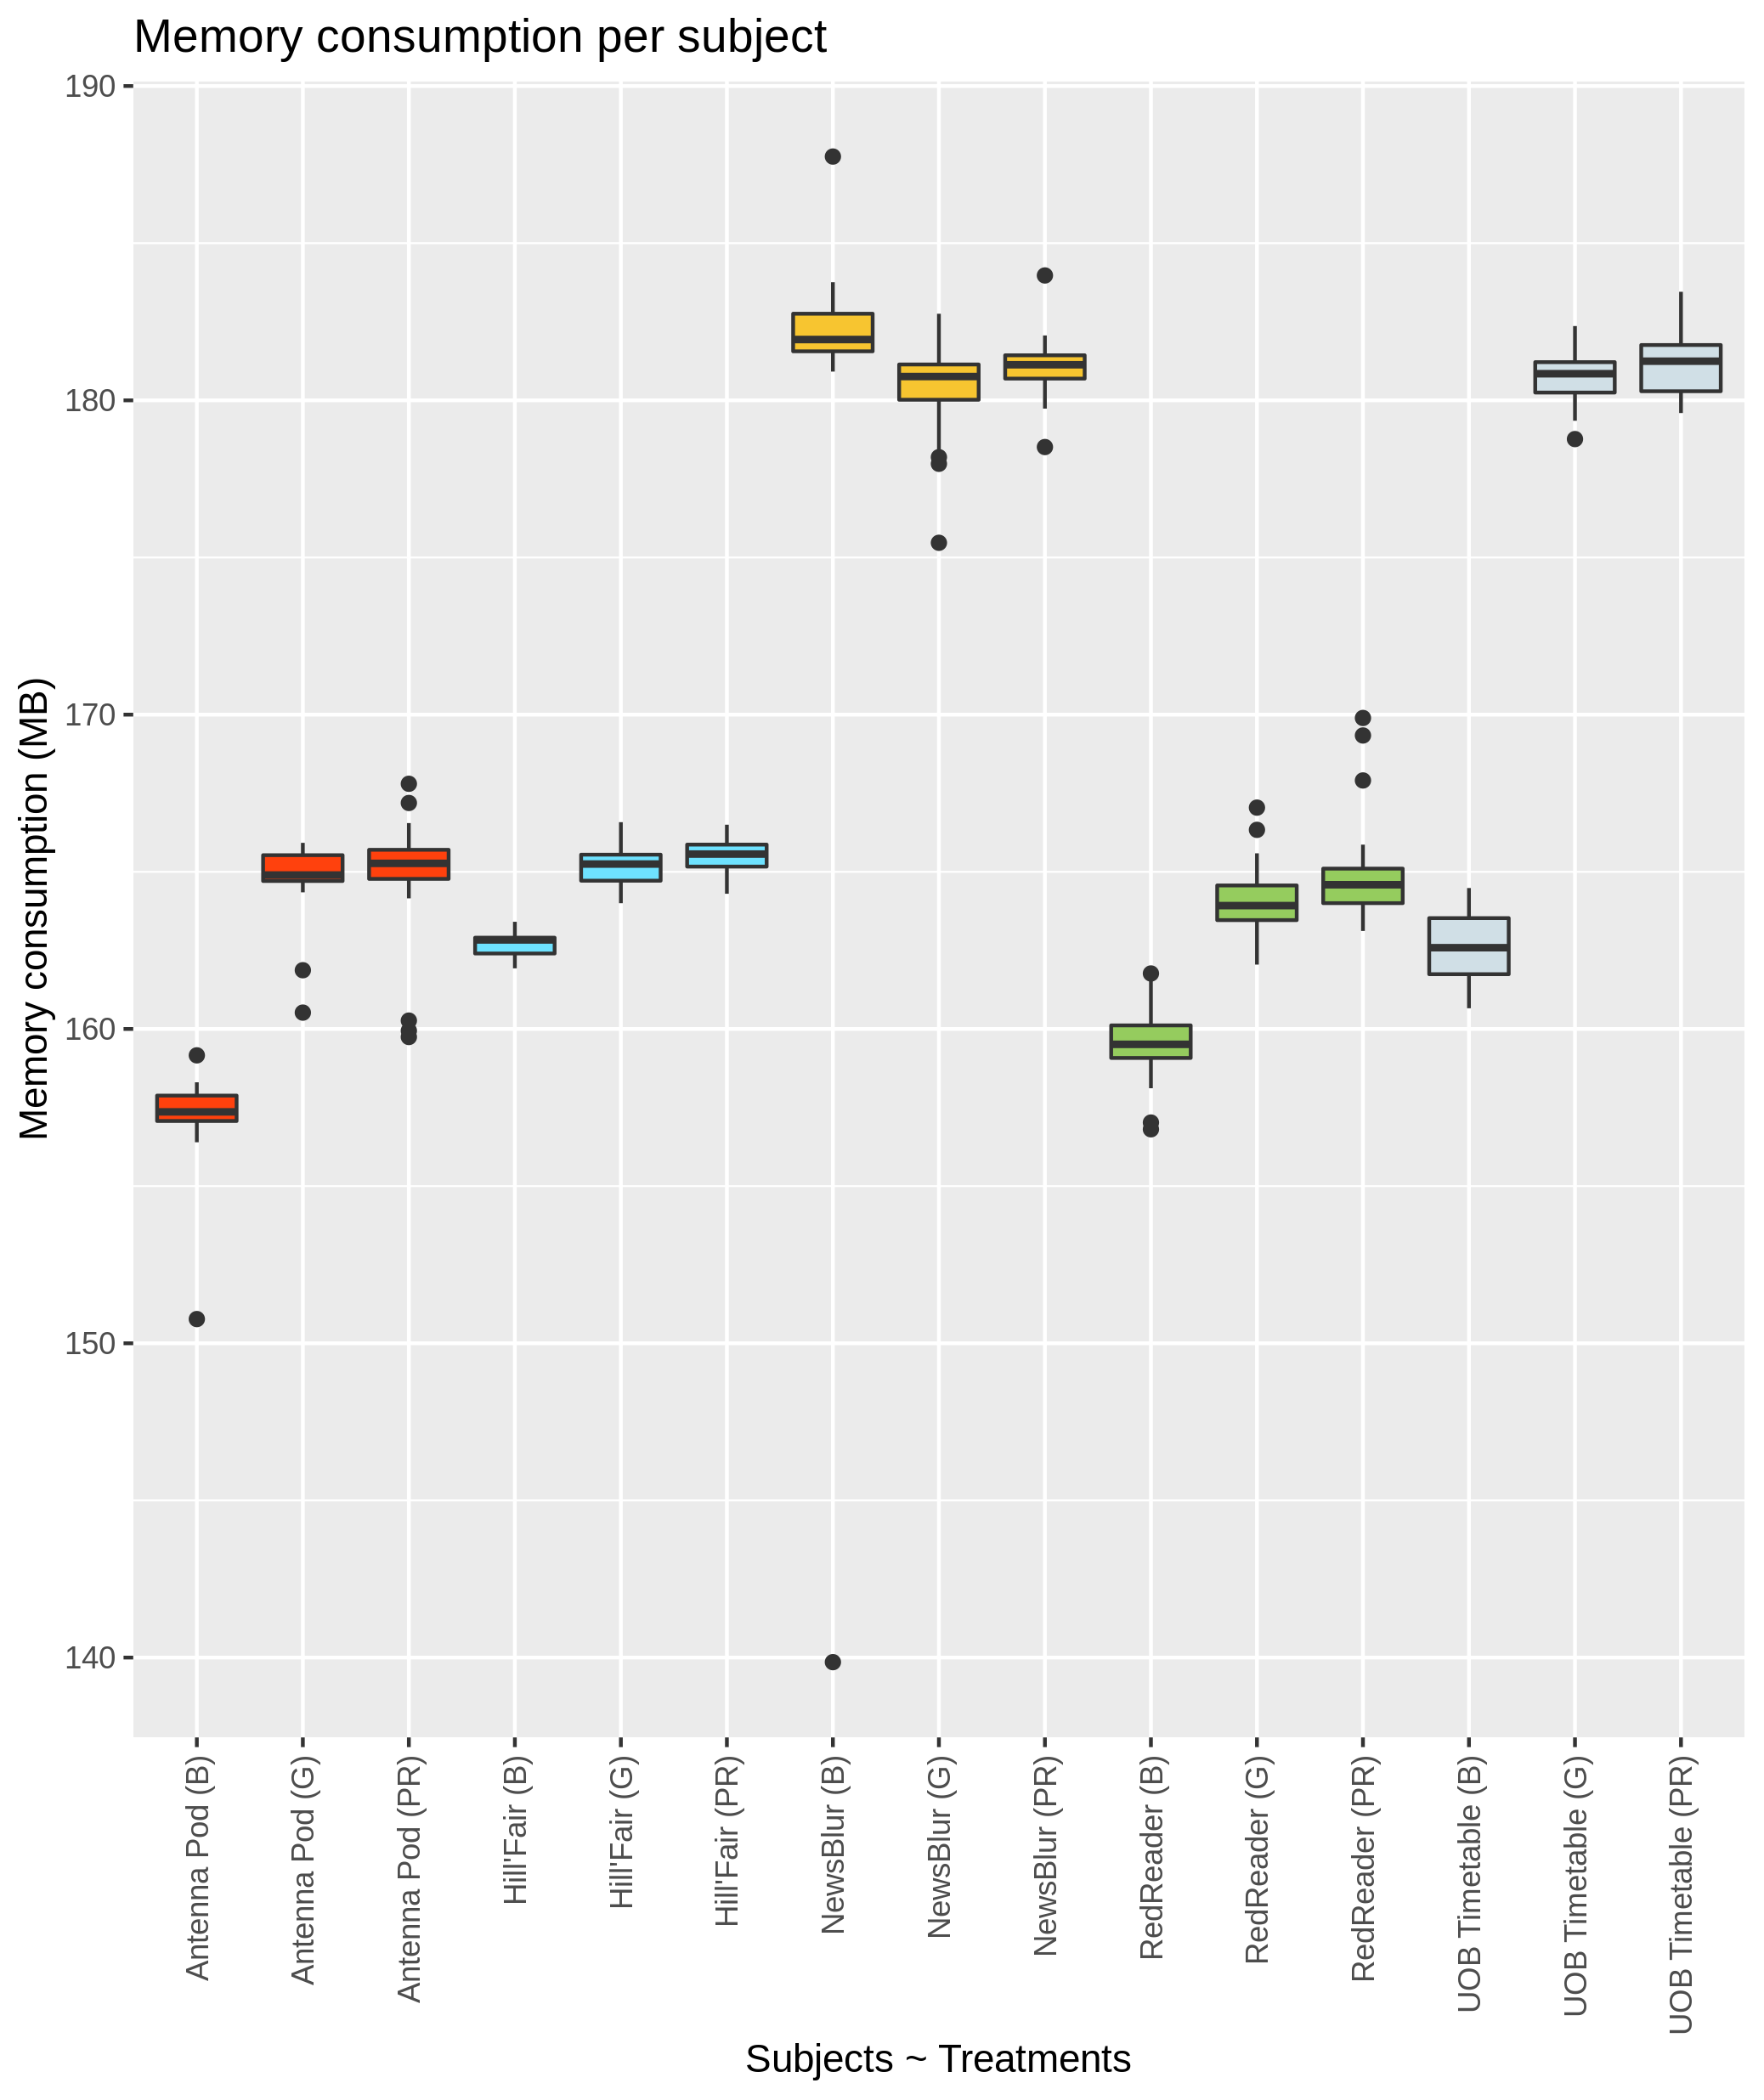 Memory consumption per subject
Memory consumption (MB)
190
180
170
160
150
140
Antenna Pod (B)
Antenna Pod (G)
Antenna Pod (PR)
Hill'Fair (B)
Hill'Fair (G)
Hill'Fair (PR)
NewsBlur (B)
NewsBlur (G)
NewsBlur (PR)
RedReader (B)
RedReader (G)
RedReader (PR)
UOB Timetable (B)
UOB Timetable (G)
UOB Timetable (PR)
Subjects ~ Treatments